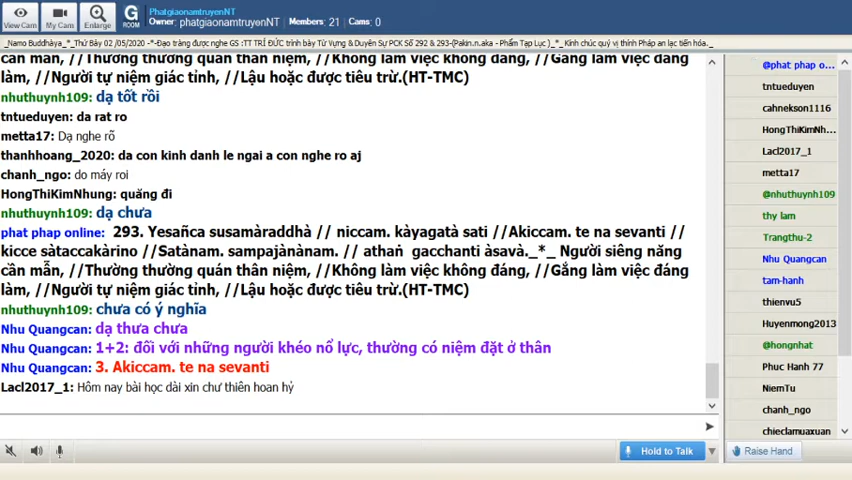 PhatgiaonamtruyenNT
Owner: phatgiaonamtruyenNT Members: 21 Cams: 0
View Cam
My Cam
Enlarge
G
ROOM
_Namo Buddhàya_*_Thứ Bảy 02 /05/2020 -*-Đạo tràng được nghe GS :TT TRÍ ĐỨC trình bày Từ Vựng &Duyên Sự PCK Số 292 & 293-(Pakin.n.aka - Phẩm Tạp Lục )_*_ Kính chúc quý vị thính Pháp an lạc tiến hóa._
cần mẫn, //Thường thường quán thân niệm, //Không làm việc không đáng, //Gắng làm việc đáng
làm, //Người tự niệm giác tỉnh, //Lậu hoặc được tiêu trừ.(HT-TMC)
nhuthuynh109: dạ tốt rồi
tntueduyen: da rat ro
metta17: Dạ nghe rõ
thanhhoang_2020: da con kinh danh le ngai a con nghe ro aj
chanh_ngo: do máy roi
HongThiKimNhung: quăng đi
nhuthuynh109: dạ chưa
phat phap online: 293. Yesañca susamàraddhà // niccam. kàyagatà sati //Akiccam. te na sevanti //
kicce sàtaccakàrino //Satànam. sampajànànam. // athaṅ gacchanti àsavà._*_ Người siêng năng
cần mẫn, //Thường thường quán thân niệm, //Không làm việc không đáng, //Gắng làm việc đáng
làm, //Người tự niệm giác tỉnh, //Lậu hoặc được tiêu trừ.(HT-TMC)
nhuthuynh109: chưa có ý nghĩa
Nhu Quangcan: dạ thưa chưa
Nhu Quangcan: 1+2: đối với những người khéo nổ lực, thường có niệm đặt ở thân
Nhu Quangcan: 3. Akiccam. te na sevanti
Lacl2017_1: Hôm nay bài học dài xin chư thiên hoan hỷ
Hold to Talk
@phat phap o...
tntueduyen
cahnekson1116
HongThiKimNh...
Lacl2017_1
metta17
@nhuthuynh109
thy lam
Trangthu-2
Nhu Quangcan
tam-hanh
thienvu5
Huyenmong2013
@hongnhat
Phuc Hanh 77
NiemTu
chanh_ngo
chieclamuaxuan
Raise Hand